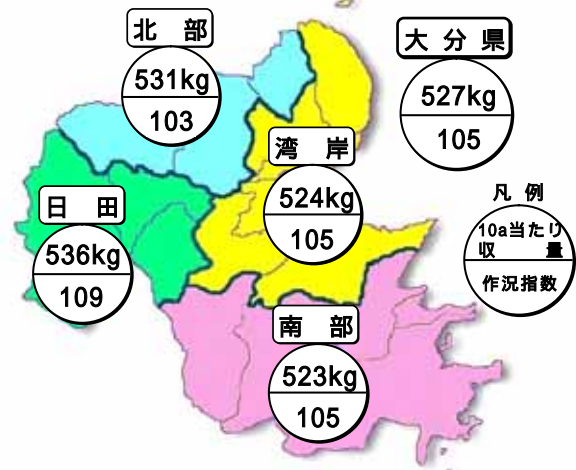 北 部
531kg
103
大 分 県
527kg
105
湾 岸
524kg
105
日 田
536kg
109
凡 例
10a当たり
収 量
作況指数
南 部
523kg
105